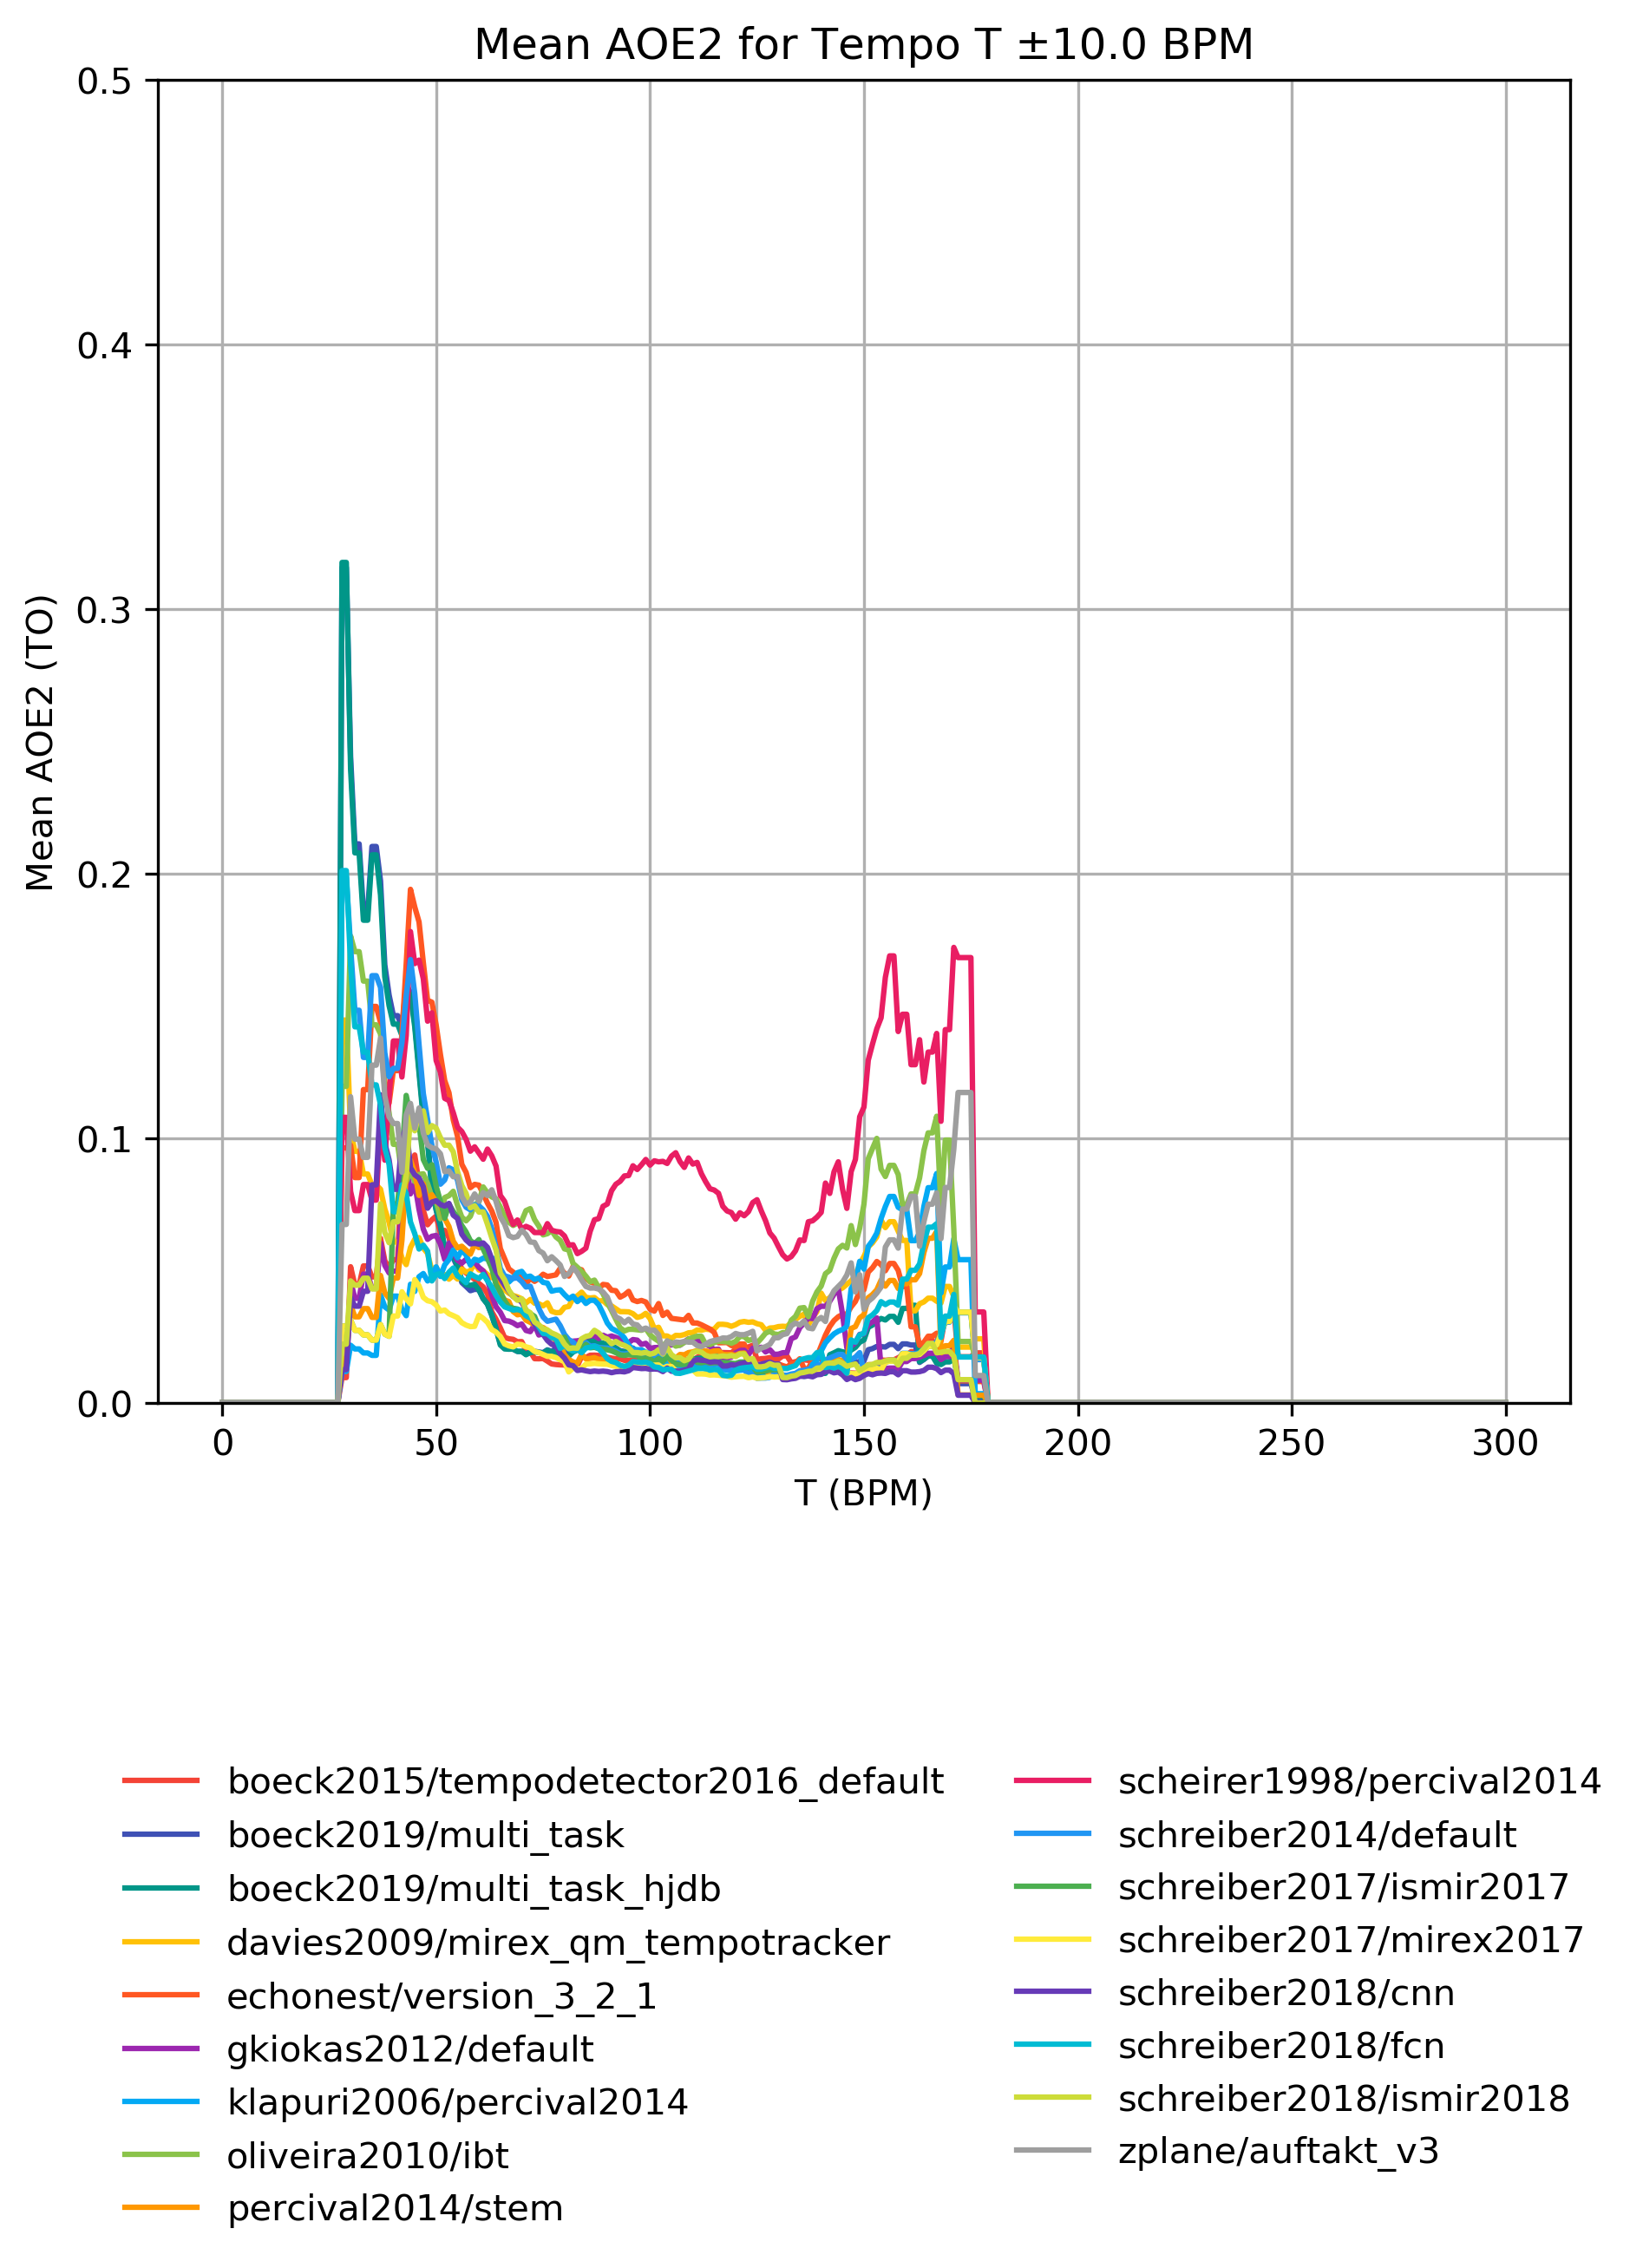 Mean AOE2 for Tempo T ±10.0 BPM
0.5
0.4
0.3
0.2
0.1
0.0
Mean AOE2 (TO)
0 50 100 150 200 250 300
T (BPM)
boeck2015/tempodetector2016_default
boeck2019/multi_task
boeck2019/multi_task_hjdb
davies2009/mirex_qm_tempotracker
echonest/version_3_2_1
gkiokas2012/default
klapuri2006/percival2014
oliveira2010/ibt
percival2014/stem
scheirer1998/percival2014
schreiber2014/default
schreiber2017/ismir2017
schreiber2017/mirex2017
schreiber2018/cnn
schreiber2018/fcn
schreiber2018/ismir2018
zplane/auftakt_v3